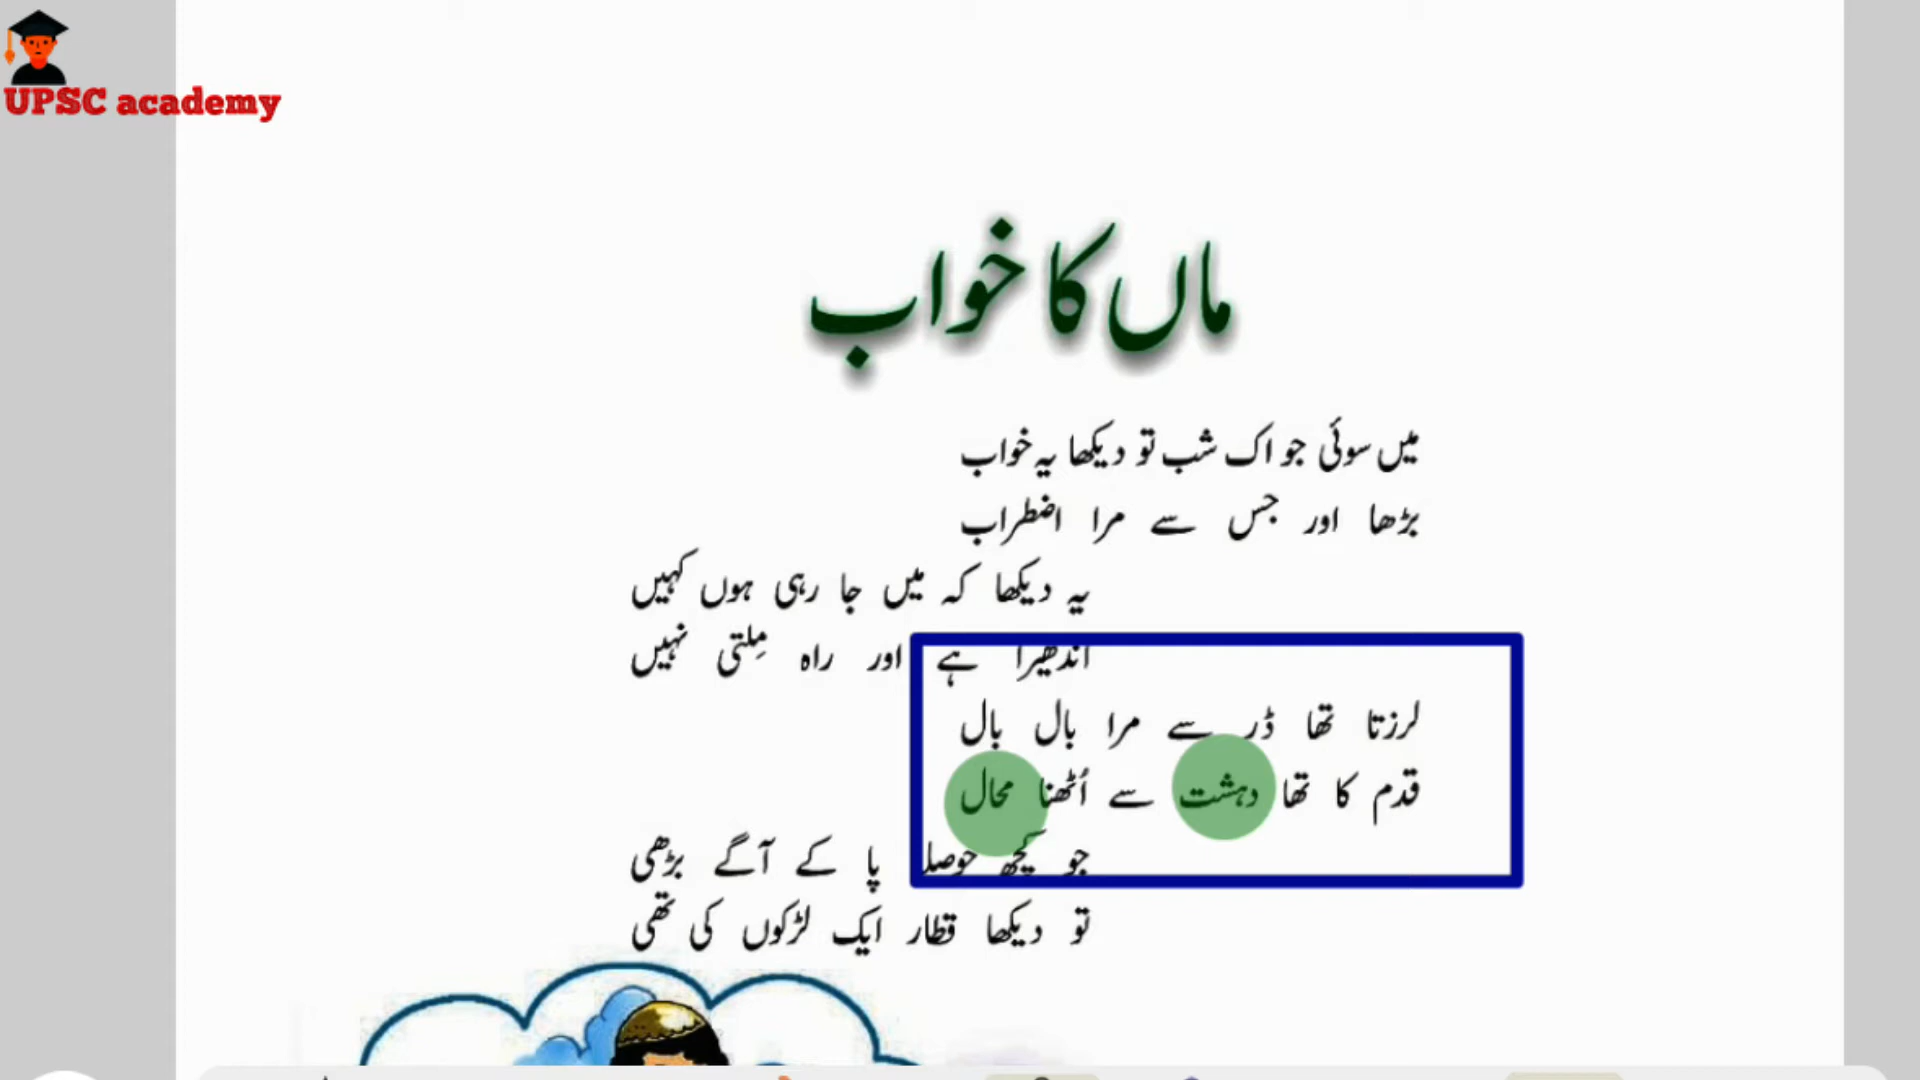 UPSC academy
ماں کا خواب
میں سوئی جو اک شب تو دیکھا یہ خواب
بڑھا اور جس سے مرا اضطراب
یہ دیکھا کہ میں جا رہی ہوں کہیں
اندھیرا ہے اور راہ مِلتی نہیں
لرزتا تھا ڈر سے مرا بال بال
قدم کا تھا دہشت سے اُٹھنا محال
جو کچھ حوصلہ پا کے آگے بڑھی
تو دیکھا قطار ایک لڑکوں کی تھی